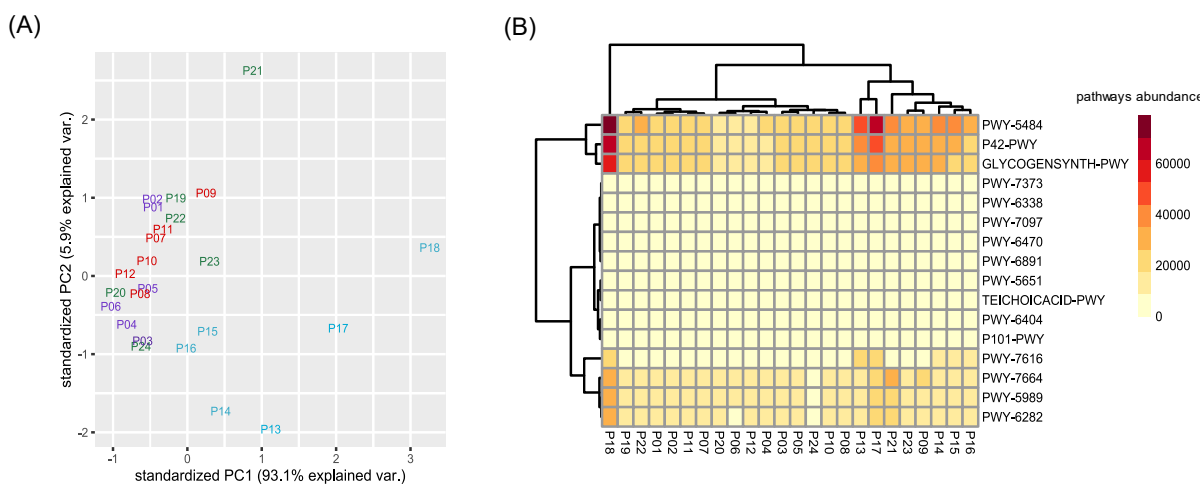 (A)
(B)
standardized PC2 (5.9% explained var.)
2
1
0
-1
-2
P21
P02
P19
P09
P01
P22
P11
P07
P18
P10
P23
P12
P05
P20
P08
P06
P04
P15
P17
P03
P24
P16
P14
P13
-1
0
1
2
3
standardized PC1 (93.1% explained var.)
pathways abundance
60000
40000
20000
0
PWY-5484
P42-PWY
GLYCOGENSYNTH-PWY
PWY-7373
PWY-6338
PWY-7097
PWY-6470
PWY-6891
PWY-5651
TEICHOICACID-PWY
PWY-6404
P101-PWY
PWY-7616
PWY-7664
PWY-5989
PWY-6282
P18
P19
P22
P01
P02
P11
P07
P20
P06
P12
P04
P03
P05
P24
P10
P08
P13
P17
P21
P23
P09
P14
P15
P16